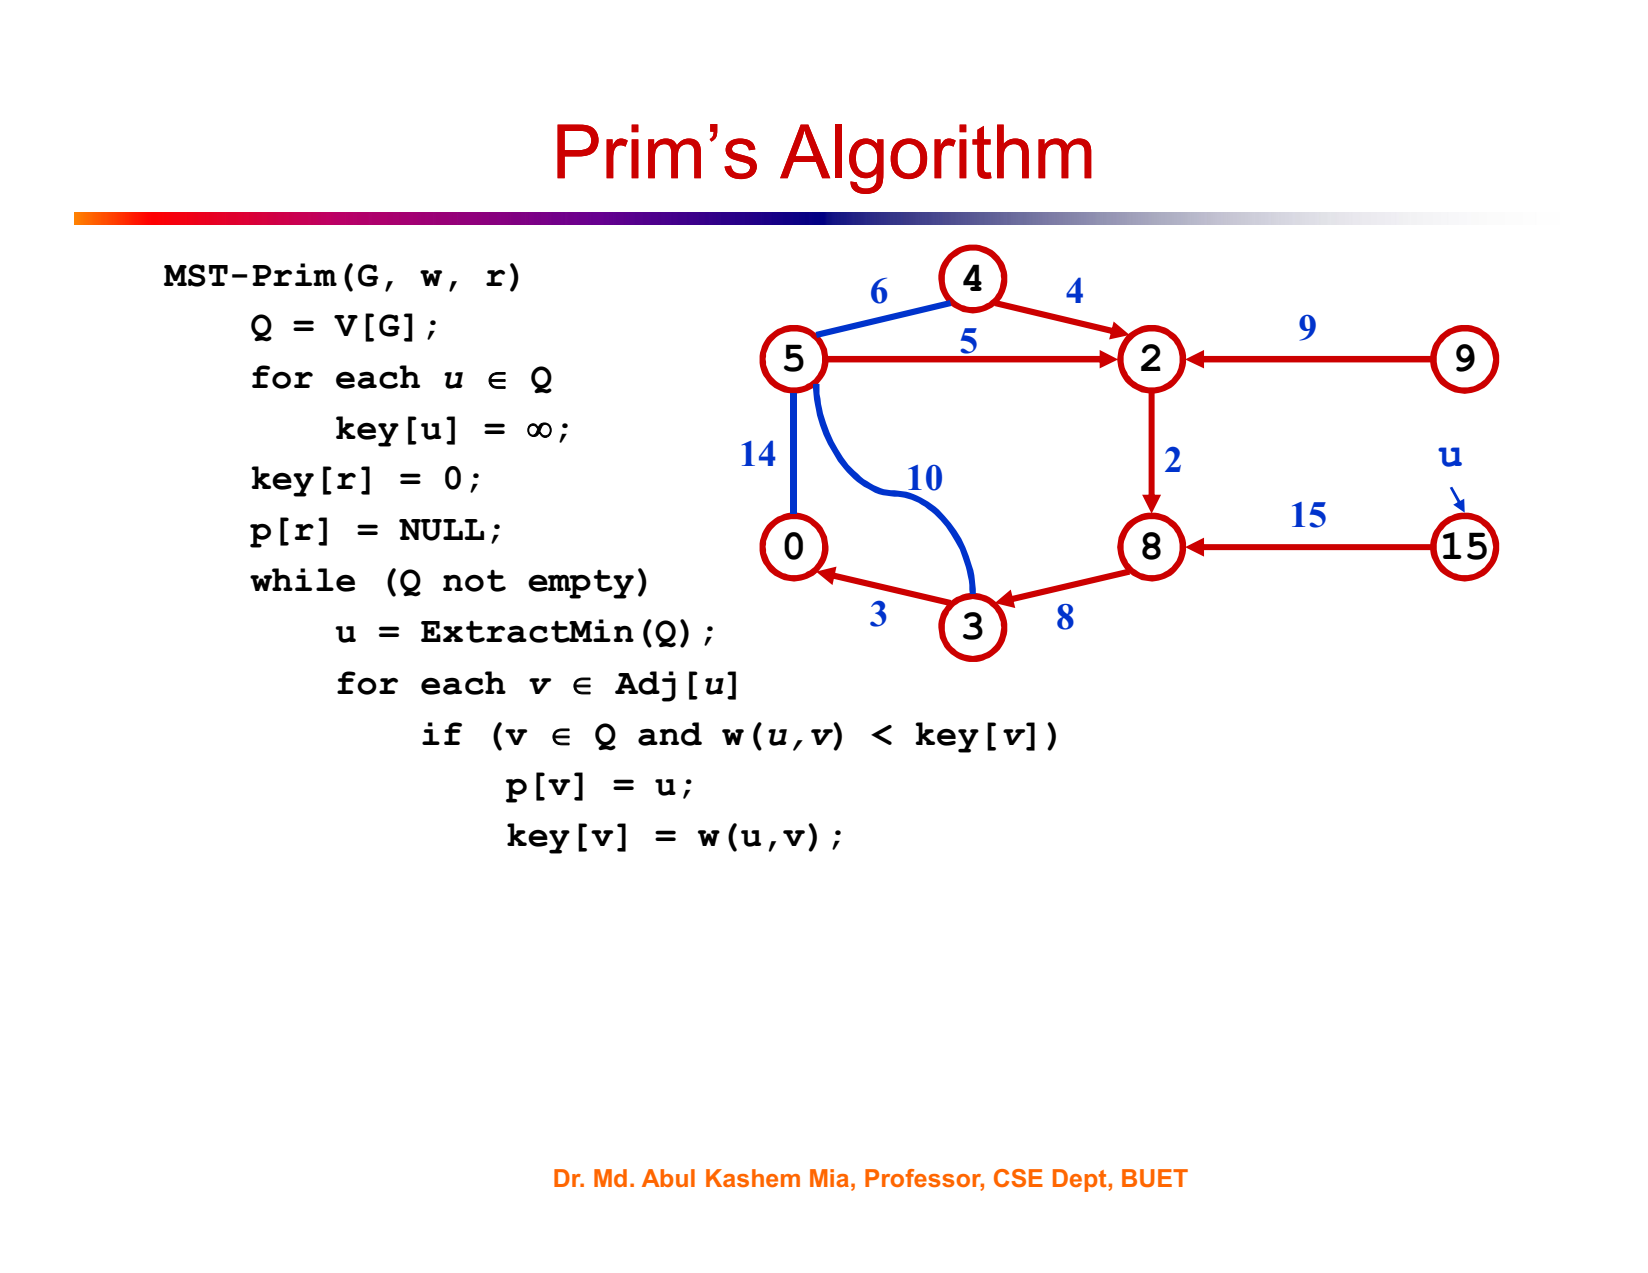 Prim’s Algorithm
MST-Prim(G, w, r)
Q = V[G];
for each u ∈ Q
key[u] = ∞;
key[r] = 0;
p[r] = NULL;
while (Q not empty)
u = ExtractMin(Q);
for each v ∈ Adj[u]
if (v ∈ Q and w(u,v) < key[v])
p[v] = u;
key[v] = w(u,v);
4
6
4
5
9
5
2
9
14
10
2
u
15
0
8
15
3
3
8
Dr. Md. Abul Kashem Mia, Professor, CSE Dept, BUET